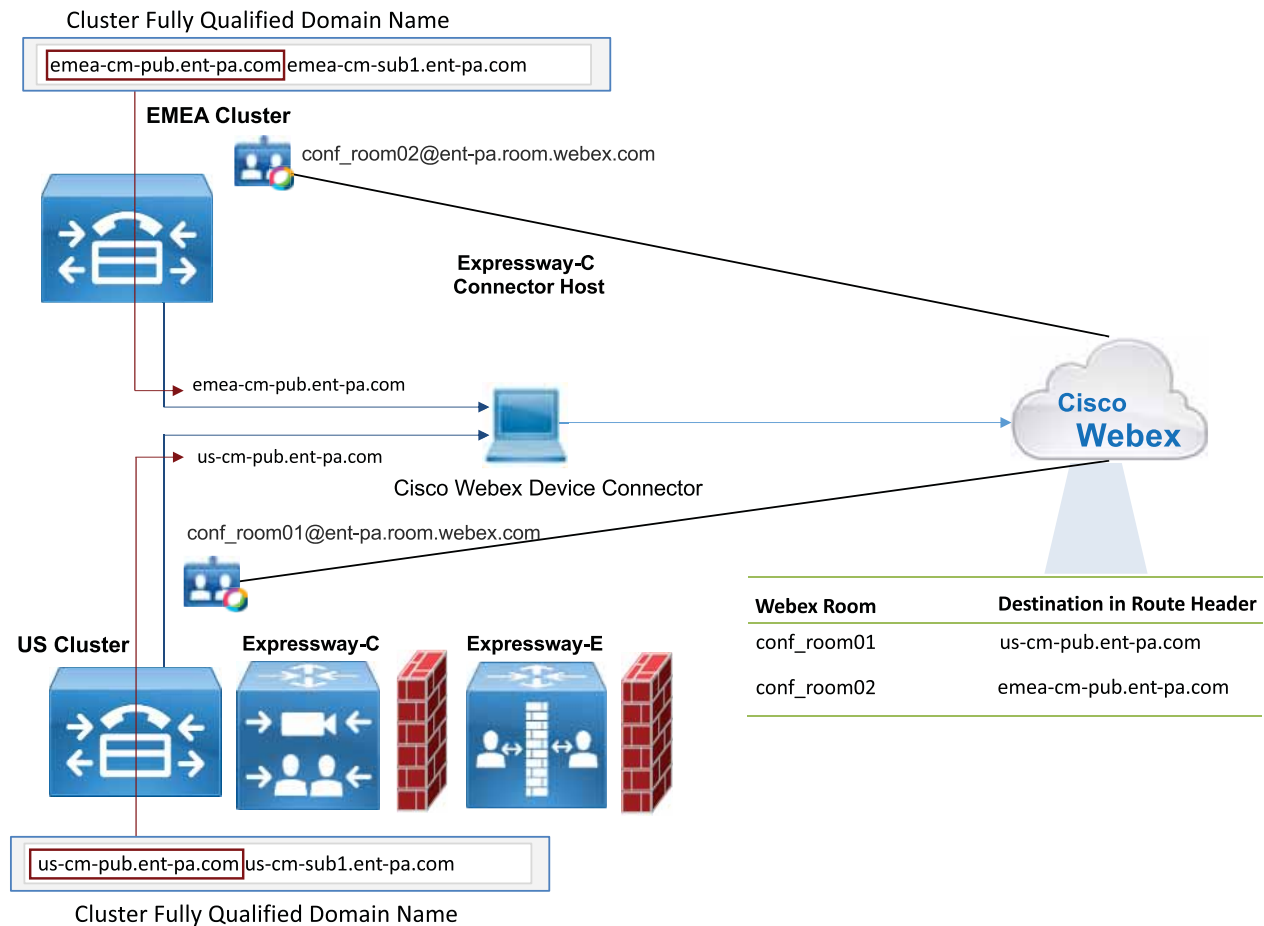 Cluster Fully Qualified Domain Name
emea-cm-pub.ent-pa.com emea-cm-sub1.ent-pa.com
EMEA Cluster
conf_room02@ent-pa.room.webex.com
Expressway-C
Connector Host
emea-cm-pub.ent-pa.com
us-cm-pub.ent-pa.com
Cisco Webex Device Connector
Cisco
Webex
conf_room01@ent-pa.room.webex.com
US Cluster
Expressway-C
Expressway-E
Webex Room Destination in Route Header
conf_room01 us-cm-pub.ent-pa.com
conf_room02 emea-cm-pub.ent-pa.com
us-cm-pub.ent-pa.com us-cm-sub1.ent-pa.com
Cluster Fully Qualified Domain Name